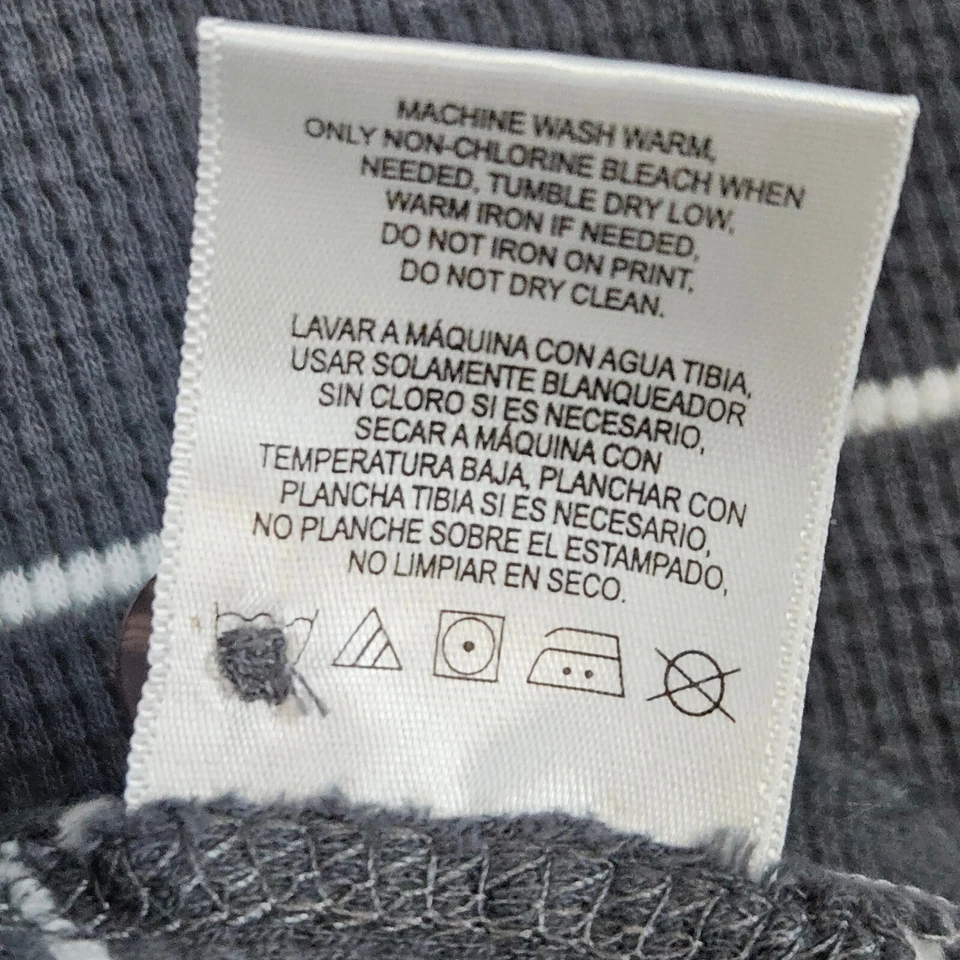 MACHINE WASH WARM,
ONLY NON-CHLORINE BLEACH WHEN
NEEDED, TUMBLE DRY LOW,
WARM IRON IF NEEDED,
DO NOT IRON ON PRINT,
DO NOT DRY CLEAN.
LAVAR A MÁQUINA CON AGUA TIBIA,
USAR SOLAMENTE BLANQUEADOR
SIN CLORO SI ES NECESARIO,
SECAR A MÁQUINA CON
TEMPERATURA BAJA, PLANCHAR CON
PLANCHA TIBIA SI ES NECESARIO,
NO PLANCHE SOBRE EL ESTAMPADO,
NO LIMPIAR EN SECO.